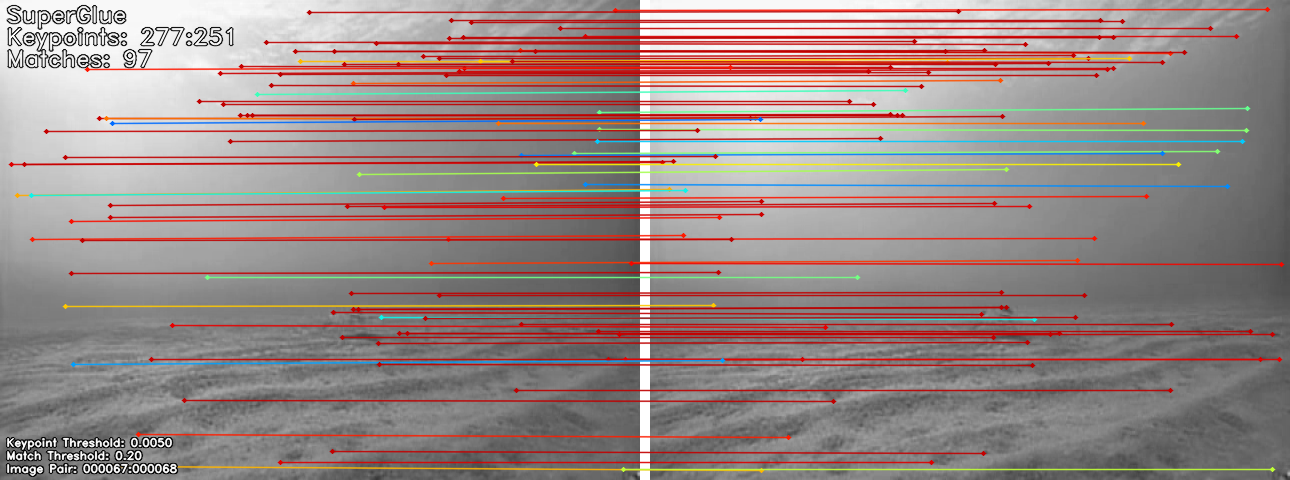 SuperGlue
Keypoints: 277:251
Matches: 97
Keypoint Threshold: 0.0050
Match Threshold: 0.20
Image Pair: 000067:000068